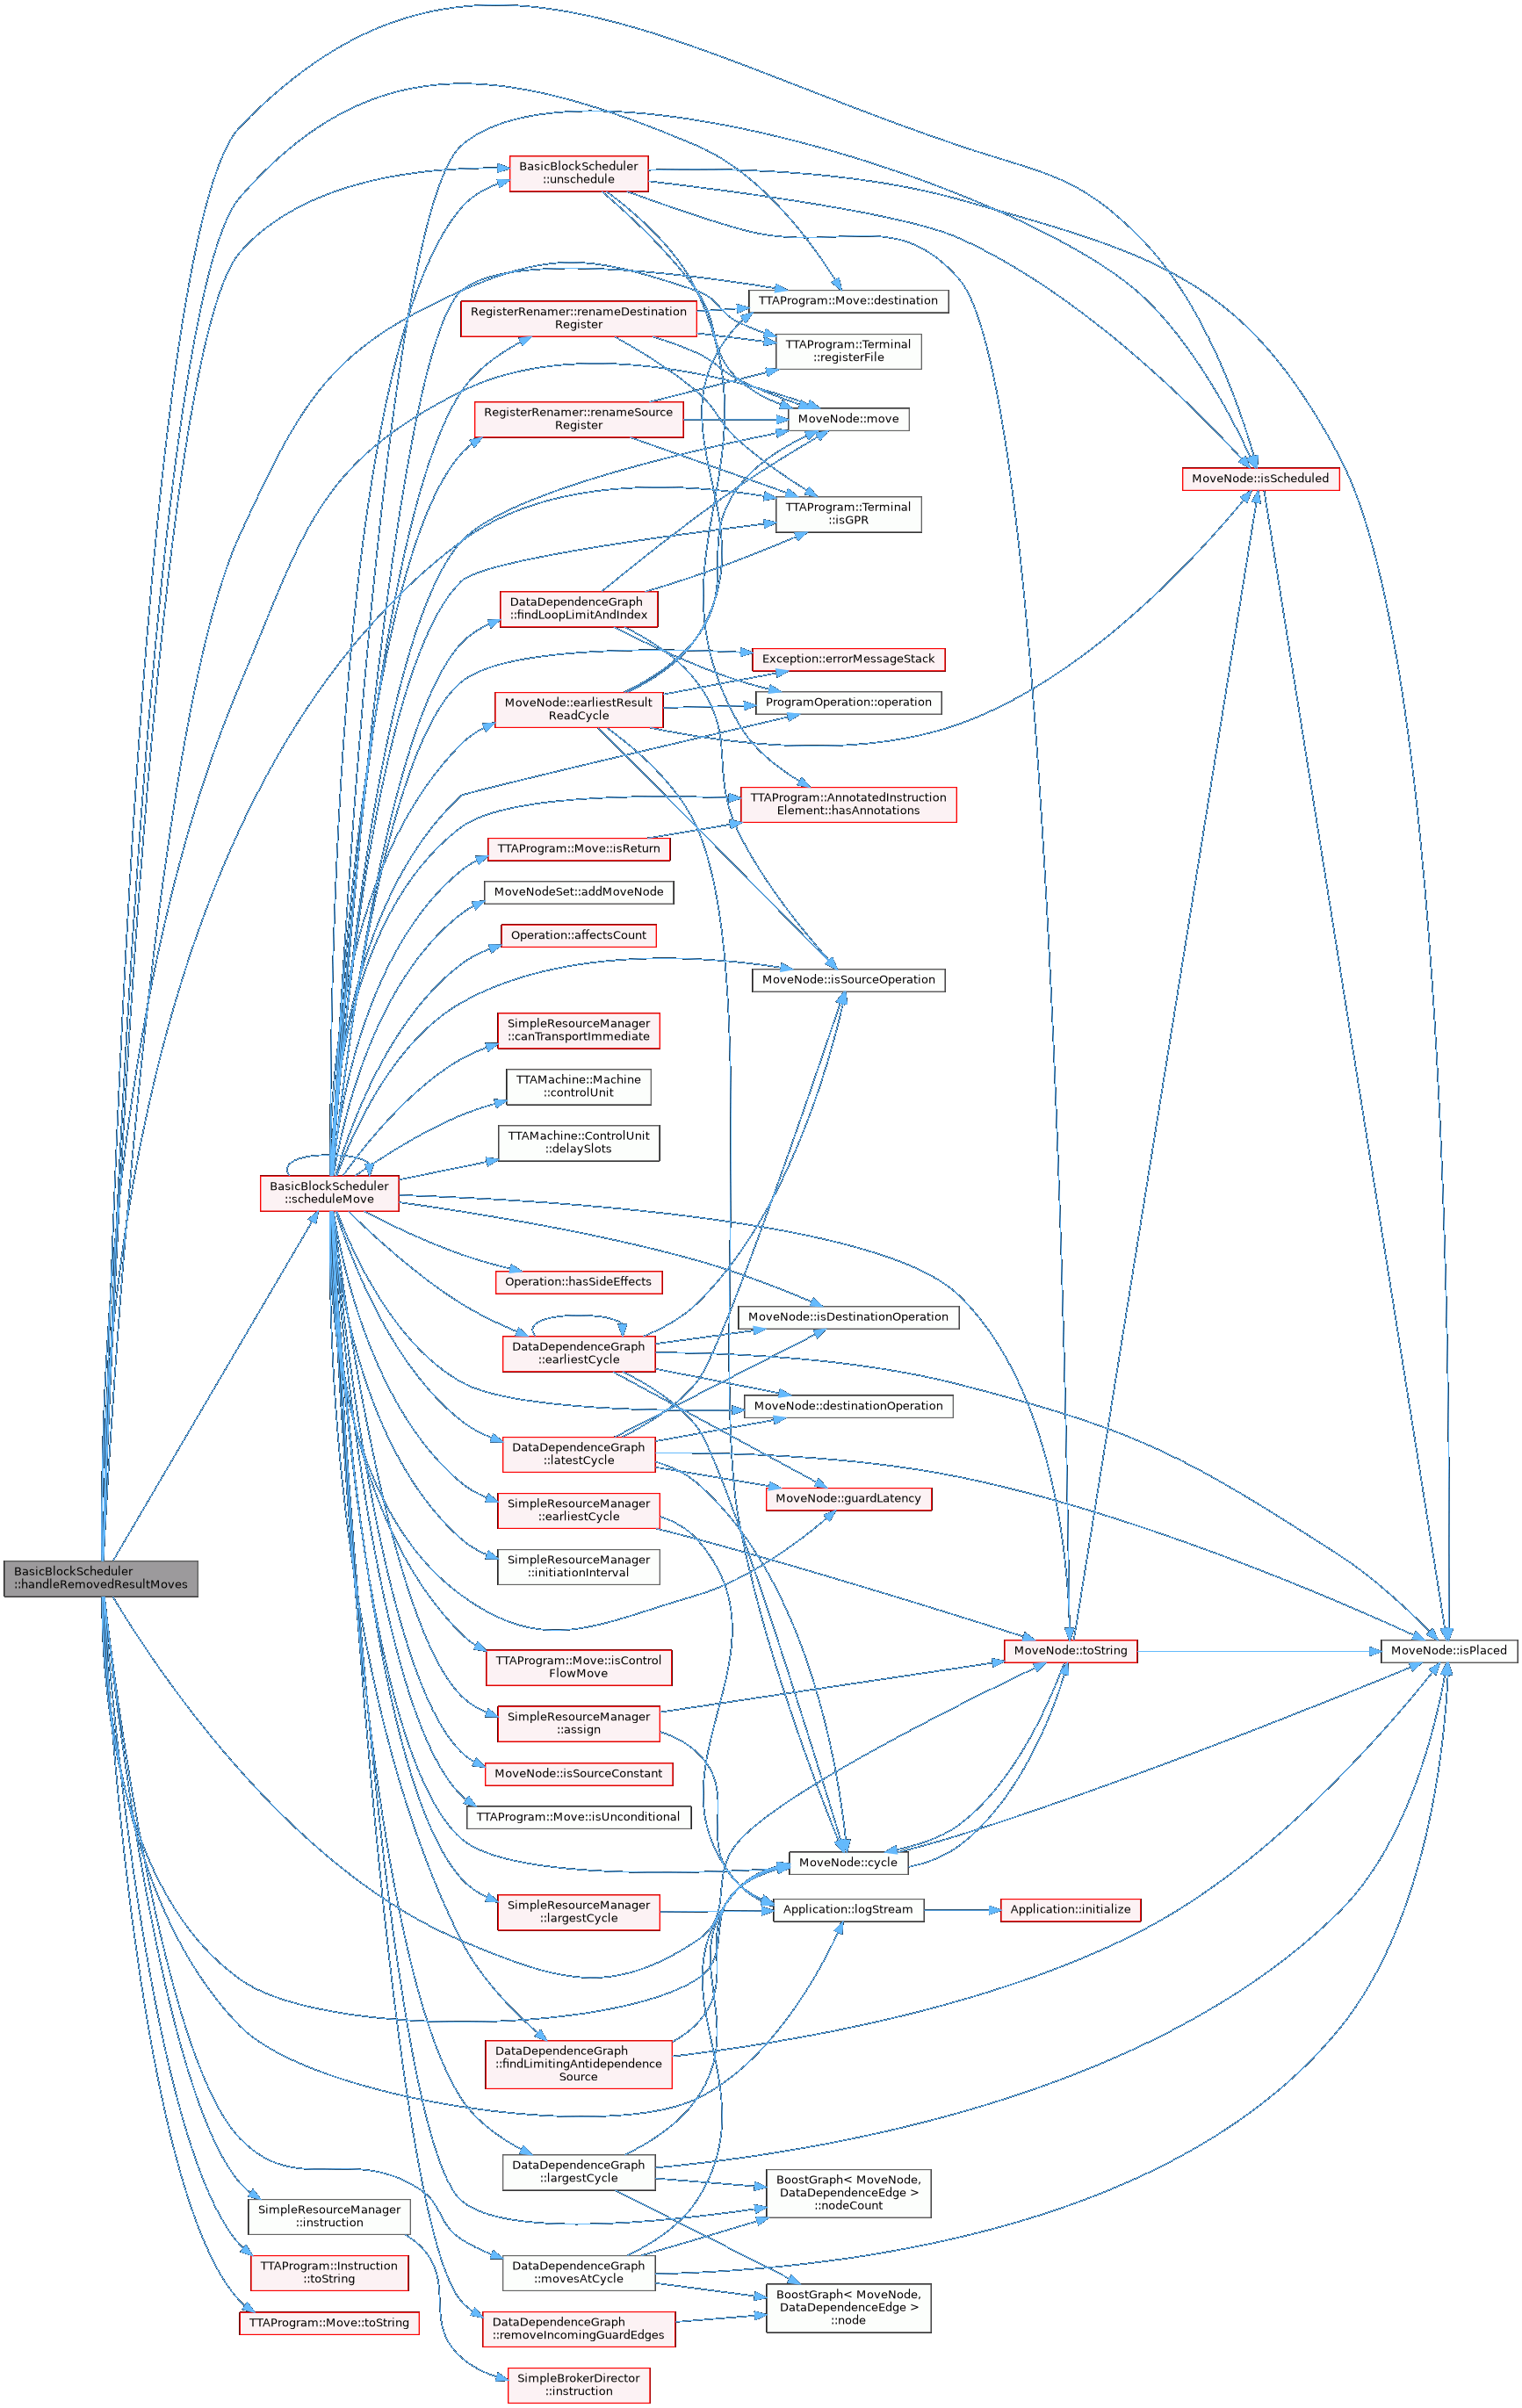 BasicBlockScheduler
::unschedule
TTAProgram::Move::destination
RegisterRenamer::renameDestination
Register
TTAProgram::Terminal
::registerFile
RegisterRenamer::renameSource
Register
MoveNode::move
MoveNode::isScheduled
TTAProgram::Terminal
::isGPR
DataDependenceGraph
::findLoopLimitAndIndex
Exception::errorMessageStack
MoveNode::earliestResult
ReadCycle
ProgramOperation::operation
TTAProgram::AnnotatedInstruction
Element::hasAnnotations
TTAProgram::Move::isReturn
MoveNodeSet::addMoveNode
Operation::affectsCount
MoveNode::isSourceOperation
SimpleResourceManager
::canTransportImmediate
TTAMachine::Machine
::controlUnit
TTAMachine::ControlUnit
::delaySlots
BasicBlockScheduler
::scheduleMove
Operation::hasSideEffects
MoveNode::isDestinationOperation
DataDependenceGraph
::earliestCycle
MoveNode::destinationOperation
DataDependenceGraph
::latestCycle
MoveNode::guardLatency
SimpleResourceManager
::earliestCycle
BasicBlockScheduler
::handleRemovedResultMoves
SimpleResourceManager
::initiationInterval
MoveNode::toString
MoveNode::isPlaced
TTAProgram::Move::isControl
FlowMove
SimpleResourceManager
::assign
MoveNode::isSourceConstant
TTAProgram::Move::isUnconditional
MoveNode::cycle
SimpleResourceManager
::largestCycle
Application::logStream
Application::initialize
DataDependenceGraph
::findLimitingAntidependence
Source
DataDependenceGraph
::largestCycle
BoostGraph< MoveNode,
DataDependenceEdge >
::nodeCount
SimpleResourceManager
::instruction
TTAProgram::Instruction
::toString
DataDependenceGraph
::movesAtCycle
BoostGraph< MoveNode,
DataDependenceEdge >
::node
TTAProgram::Move::toString
DataDependenceGraph
::removeIncomingGuardEdges
SimpleBrokerDirector
::instruction